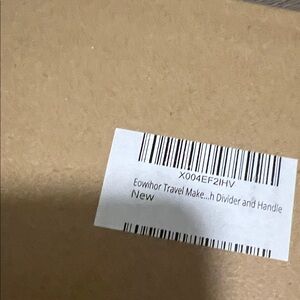 X004EF2IHV
Eowihor Travel Make...h Divider and Handle
New